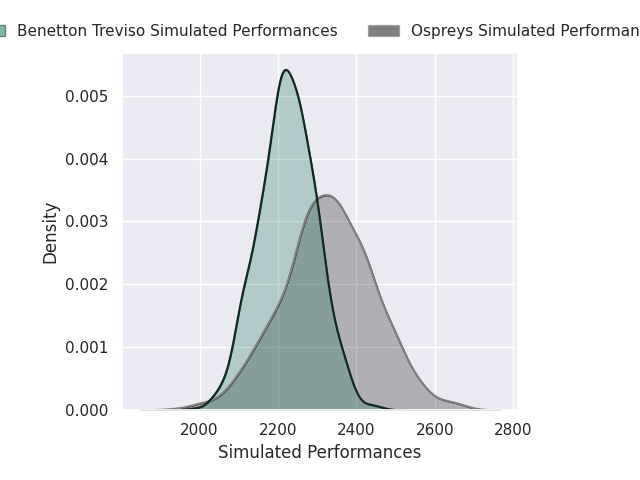 Benetton Treviso Simulated Performances
Ospreys Simulated Performan
0.005
0.004
0.003
0.002
0.001
0.000
Density
2000 2200 2400 2600 2800
Simulated Performances